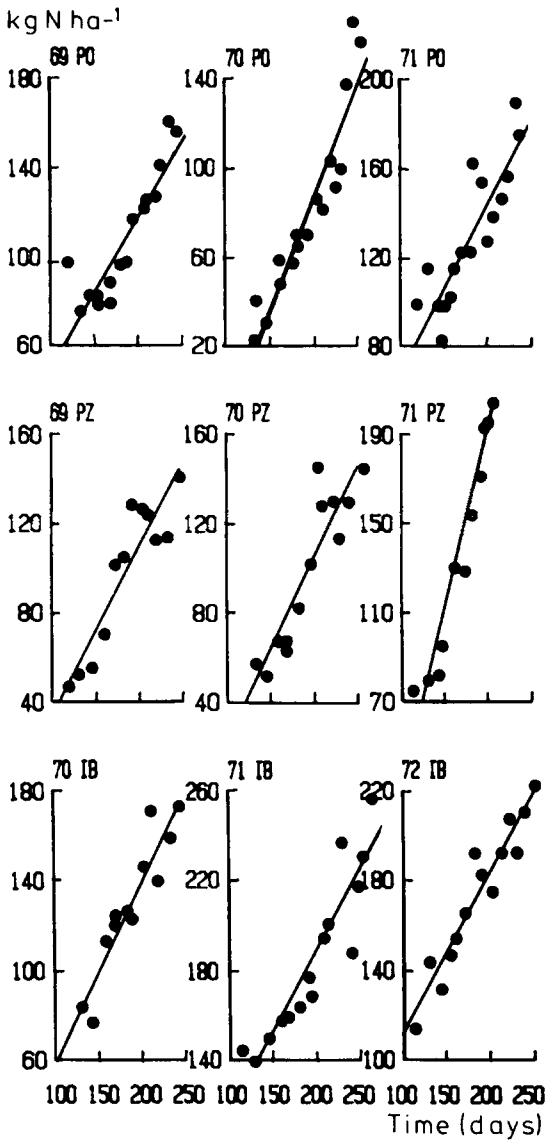 kg N ha⁻¹
69 PO 70 PO 71 PO
180 140 200
140 100 160
100 60 120
60 20 80
69 PZ 70 PZ 71 PZ
160 160 190
120 120 150
80 80 110
40 40 70
70 IB 71 IB 72 IB
180 260 220
140 220 180
100 180 140
60 140 100
100 150 200 250 100 150 200 250 100 150 200 250
Time (days)